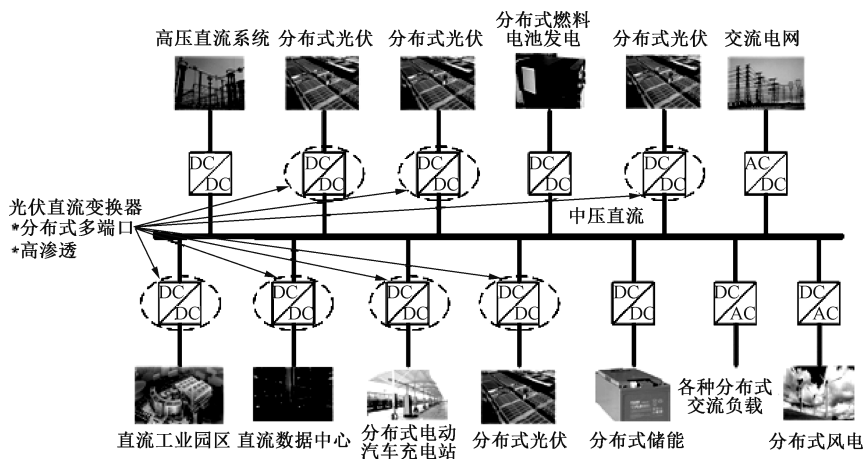 高压直流系统
分布式光伏
分布式光伏
分布式燃料
电池发电
分布式光伏
交流电网
DC
DC
DC
DC
DC
DC
DC
DC
DC
DC
AC
DC
光伏直流变换器
*分布式多端口
*高渗透
中压直流
DC
DC
DC
DC
DC
DC
DC
DC
DC
DC
DC
AC
DC
AC
直流工业园区
直流数据中心
分布式电动
汽车充电站
分布式光伏
分布式储能
各种分布式
交流负载
分布式风电